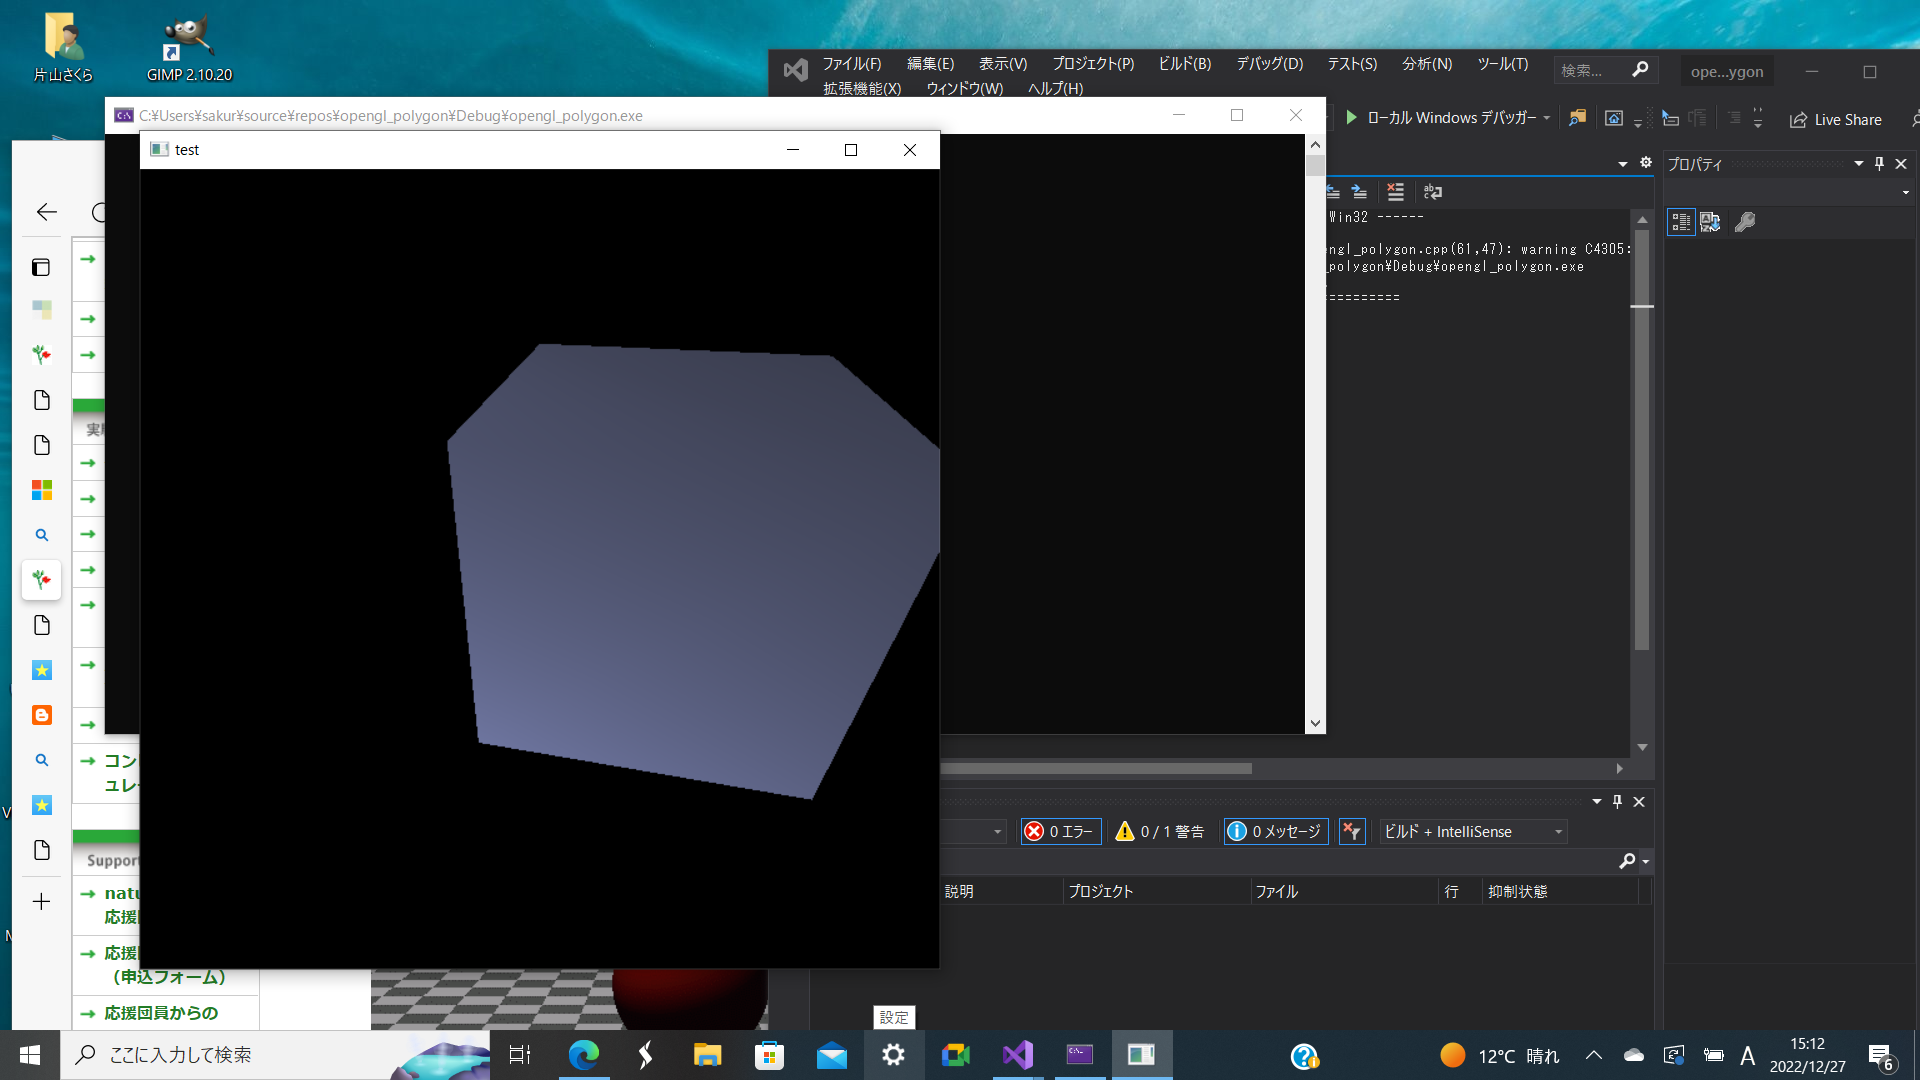 片山さくら
GIMP 2.10.20
ファイル(F) 編集(E) 表示(V) プロジェクト(P) ビルド(B) デバッグ(D) テスト(S) 分析(N) ツール(T)
検索...
ope...ygon
拡張機能(X) ウィンドウ(W) ヘルプ(H)
C:¥Users¥sakur¥source¥repos¥opengl_polygon¥Debug¥opengl_polygon.exe
ローカル Windows デバッガー
Live Share
test
プロパティ
Win32 ------
engl_polygon.cpp(61,47): warning C4305:
_polygon¥Debug¥opengl_polygon.exe
=========
コン
ユレ
Support
natu
応援
応援
(申込フォーム)
応援団員からの
0 エラー
0 / 1 警告
0 メッセージ
ビルド + IntelliSense
説明 プロジェクト ファイル 行 抑制状態
設定
ここに入力して検索
12°C 晴れ
A
15:12
2022/12/27
6